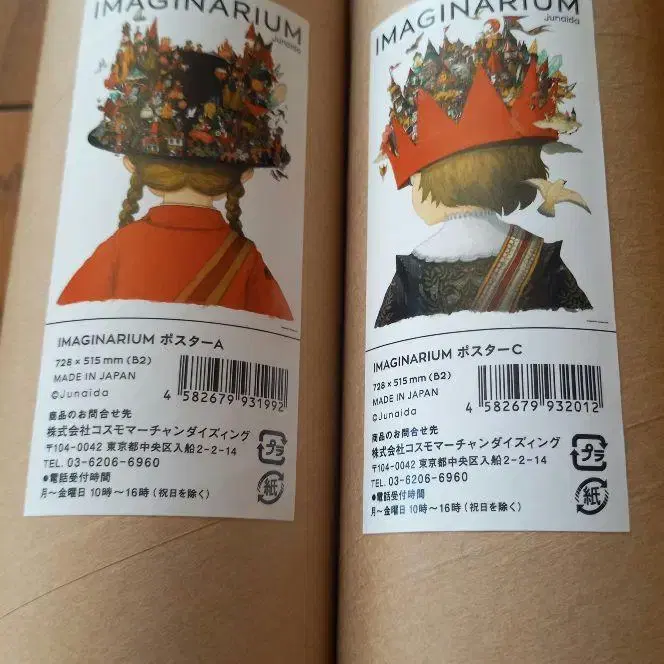 IMAGINARIUM
Junaida
IMAGINARIUM ポスターA
728×515mm(B2)
MADE IN JAPAN
©Junaida
4 582679 931992
商品のお問合せ先
株式会社コスモマーチャンダイズィング
〒104-0042 東京都中央区入船2-2-14
TEL. 03-6206-6960
●電話受付時間
月～金曜日 10時～16時(祝日を除く)
プラ
紙
IMAGINARIUM
Junaida
IMAGINARIUM ポスターC
728×515mm(B2)
MADE IN JAPAN
©Junaida
4 582679 932012
商品のお問合せ先
株式会社コスモマーチャンダイズィング
〒104-0042 東京都中央区入船2-2-14
TEL. 03-6206-6960
●電話受付時間
月～金曜日 10時～16時(祝日を除く)
プラ
紙